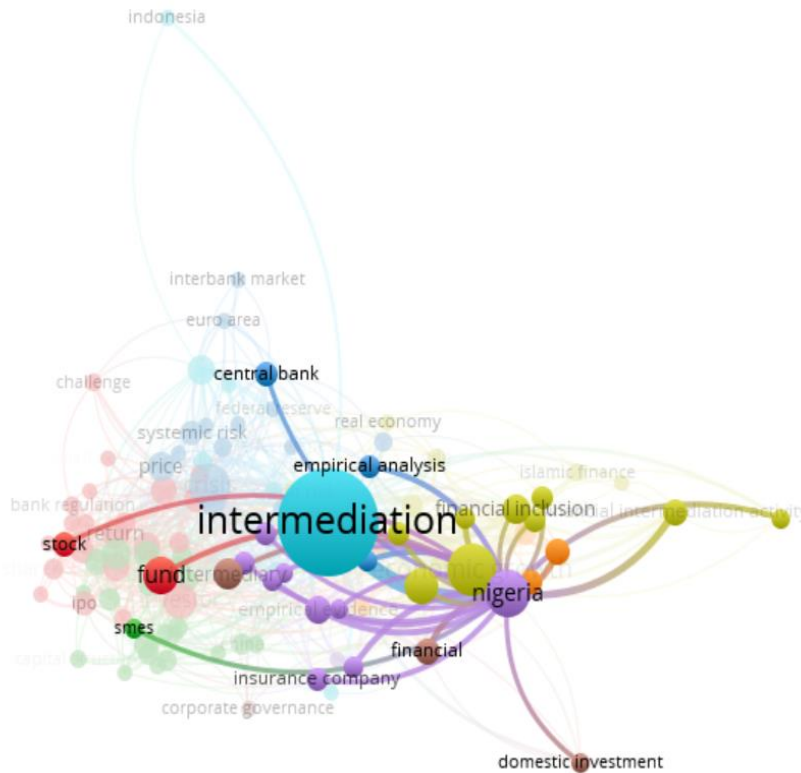 indonesia
interbank market
euro area
central bank
challenge
federal reserve
real economy
systemic risk
price
empirical analysis
islamic finance
risk
bank regulation
financial inclusion
intermediation
return
stock
fund
nigeria
ipo
empirical evidence
smes
financial
insurance company
corporate governance
domestic investment